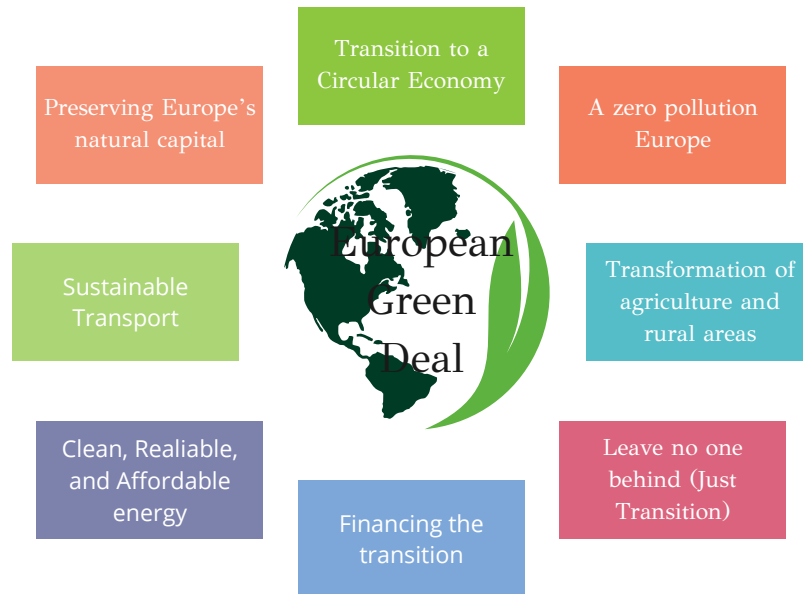 Transition to a
Circular Economy
Preserving Europe's
natural capital
A zero pollution
Europe
European
Green
Deal
Sustainable
Transport
Transformation of
agriculture and
rural areas
Clean, Realiable,
and Affordable
energy
Leave no one
behind (Just
Transition)
Financing the
transition